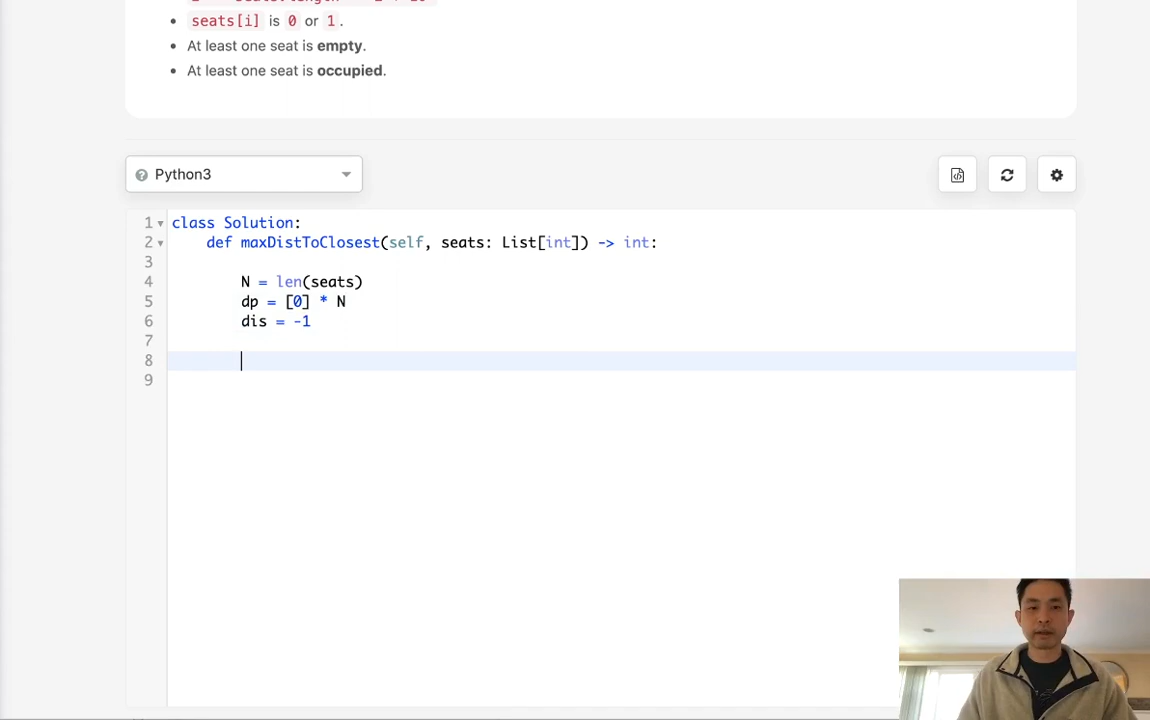 seats[i] is 0 or 1.
At least one seat is empty.
At least one seat is occupied.
Python3
1 class Solution:
2 def maxDistToClosest(self, seats: List[int]) -> int:
3
4 N = len(seats)
5 dp = [0] * N
6 dis = -1
7
8
9